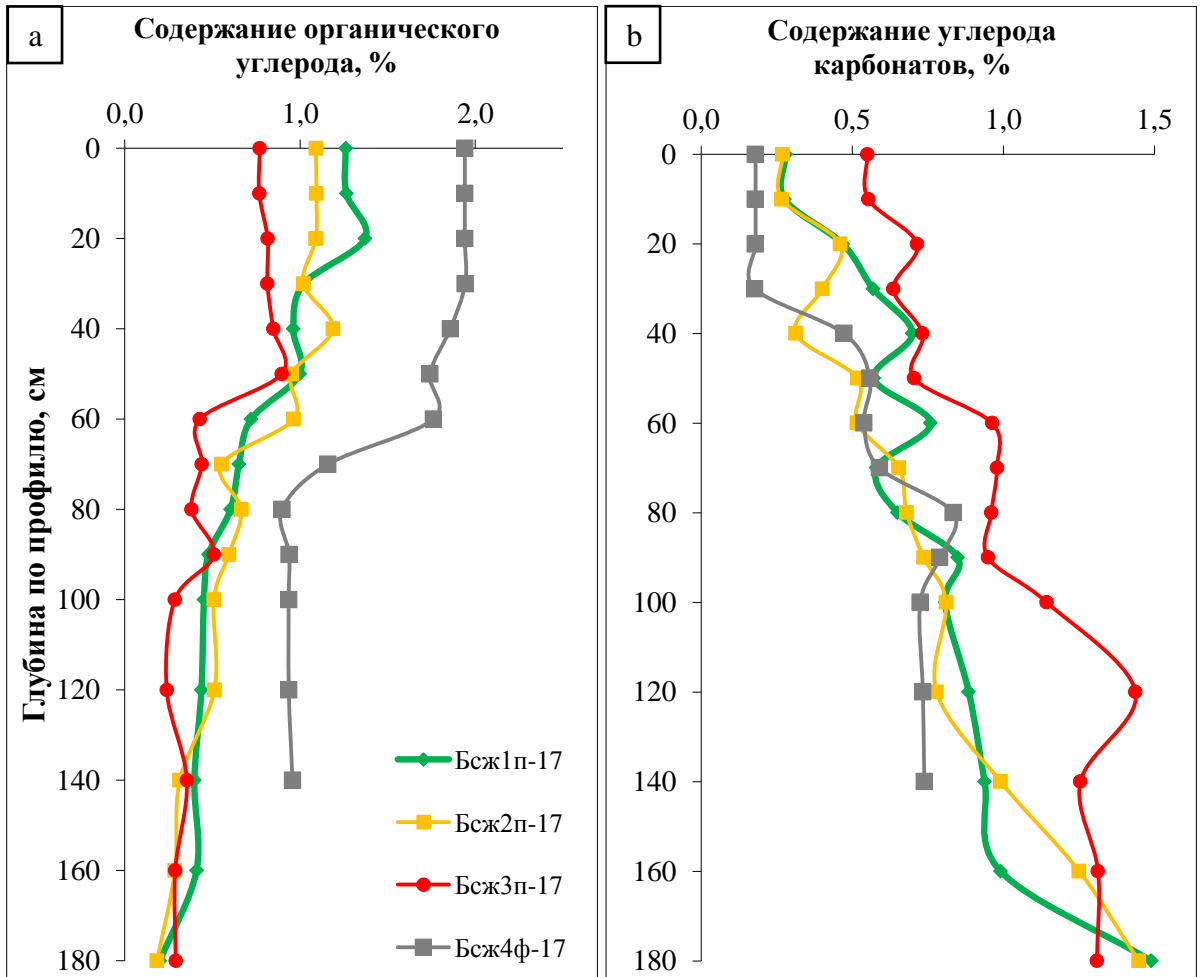 a
Содержание органического
углерода, %
0,0 1,0 2,0
0
20
40
60
80
100
120
140
160
180
Глубина по профилю, см
Бсж1п-17
Бсж2п-17
Бсж3п-17
Бсж4ф-17
b
Содержание углерода
карбонатов, %
0,0 0,5 1,0 1,5
0
20
40
60
80
100
120
140
160
180